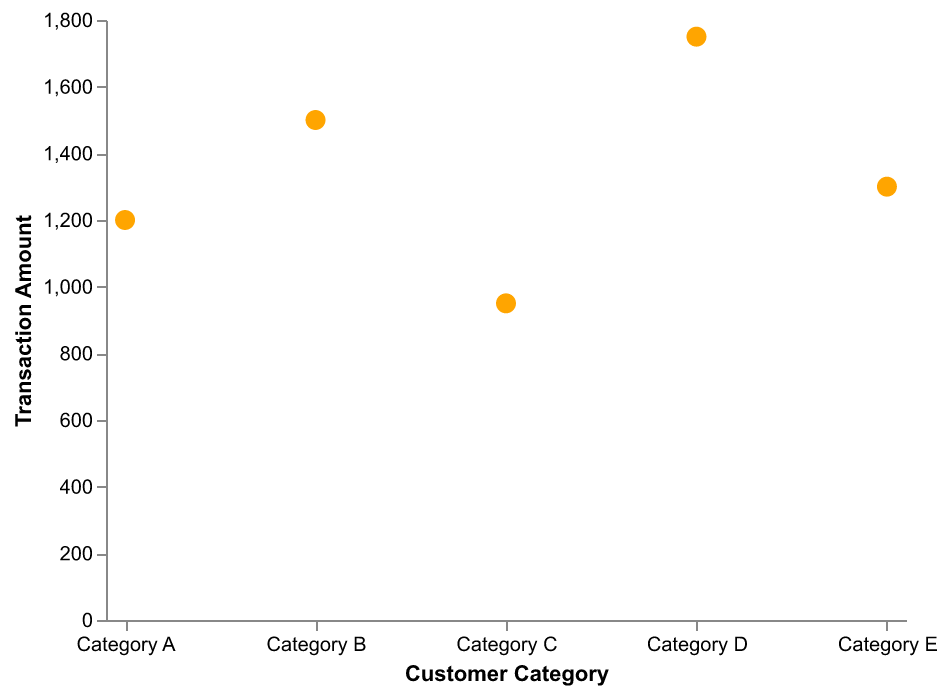 1,800
1,600
1,400
1,200
1,000
800
600
400
200
0
Transaction Amount
Category A
Category B
Category C
Category D
Category E
Customer Category